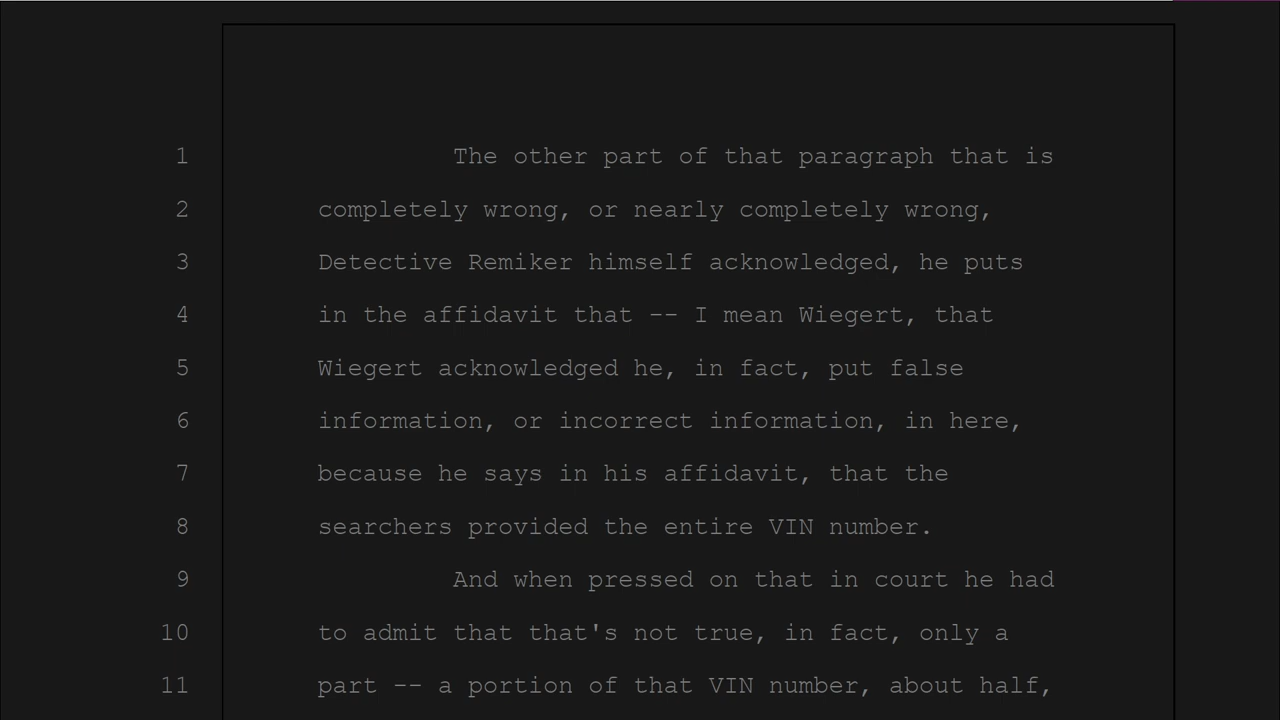 1 The other part of that paragraph that is
2 completely wrong, or nearly completely wrong,
3 Detective Remiker himself acknowledged, he puts
4 in the affidavit that -- I mean Wiegert, that
5 Wiegert acknowledged he, in fact, put false
6 information, or incorrect information, in here,
7 because he says in his affidavit, that the
8 searchers provided the entire VIN number.
9 And when pressed on that in court he had
10 to admit that that's not true, in fact, only a
11 part -- a portion of that VIN number, about half,